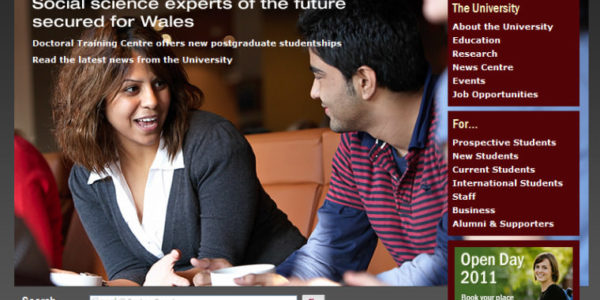 Social science experts of the future
secured for Wales
Doctoral Training Centre offers new postgraduate studentships
Read the latest news from the University
The University
About the University
Education
Research
News Centre
Events
Job Opportunities
For...
Prospective Students
New Students
Current Students
International Students
Staff
Business
Alumni & Supporters
Open Day
2011
Book your place
Search